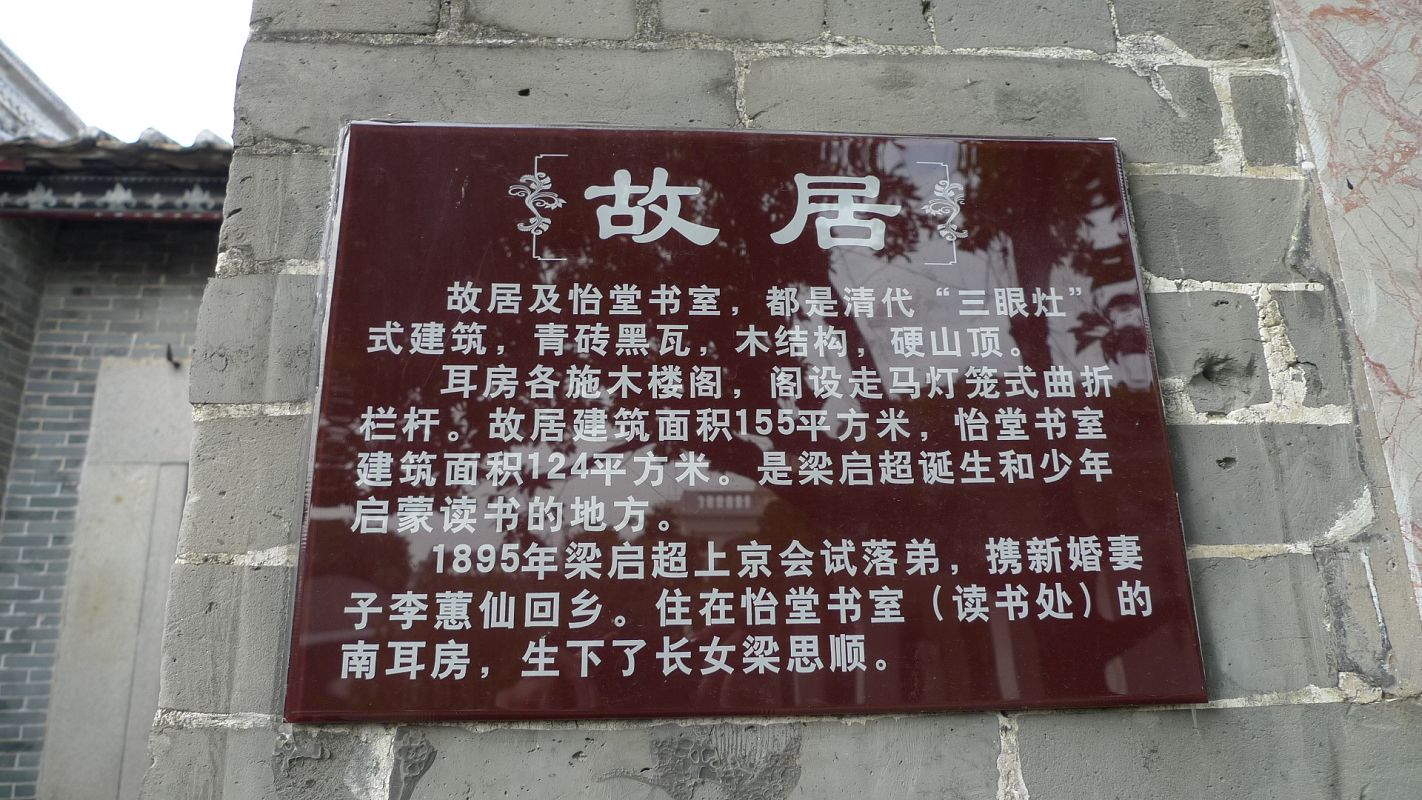 故居
故居及怡堂书室，都是清代“三眼灶”
式建筑，青砖黑瓦，木结构，硬山顶。
耳房各施木楼阁，阁设走马灯笼式曲折
栏杆。故居建筑面积155平方米，怡堂书室
建筑面积124平方米。是梁启超诞生和少年
启蒙读书的地方。
1895年梁启超上京会试落弟，携新婚妻
子李蕙仙回乡。住在怡堂书室（读书处）的
南耳房，生下了长女梁思顺。